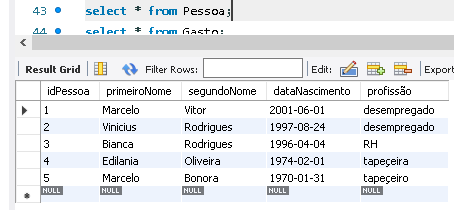 43 select * from Pessoa;
44 select * from Gasto;
Result Grid Filter Rows: Edit: Export
idPessoa primeiroNome segundoNome dataNascimento profissão
1 Marcelo Vitor 2001-06-01 desempregado
2 Vinicius Rodrigues 1997-08-24 desempregado
3 Bianca Rodrigues 1996-04-04 RH
4 Edilania Oliveira 1974-02-01 tapeçeira
5 Marcelo Bonora 1970-01-31 tapeçeiro
NULL NULL NULL NULL NULL